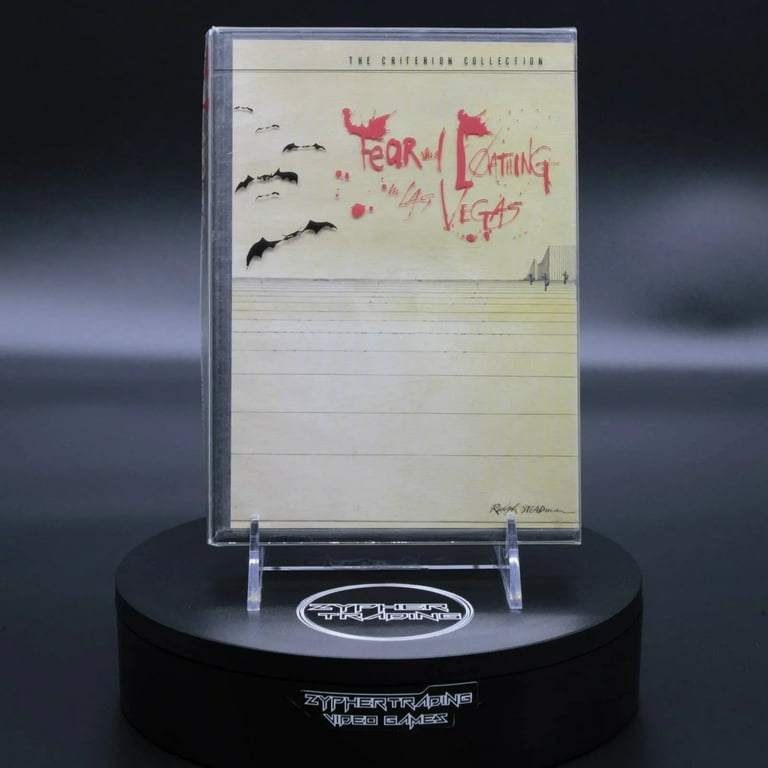 THE CRITERION COLLECTION
FEAR and LOATHING
in LAS VEGAS
Ralph STEADman
ZYPHER
TRADING
ZYPHERTRADING
VIDEO GAMES